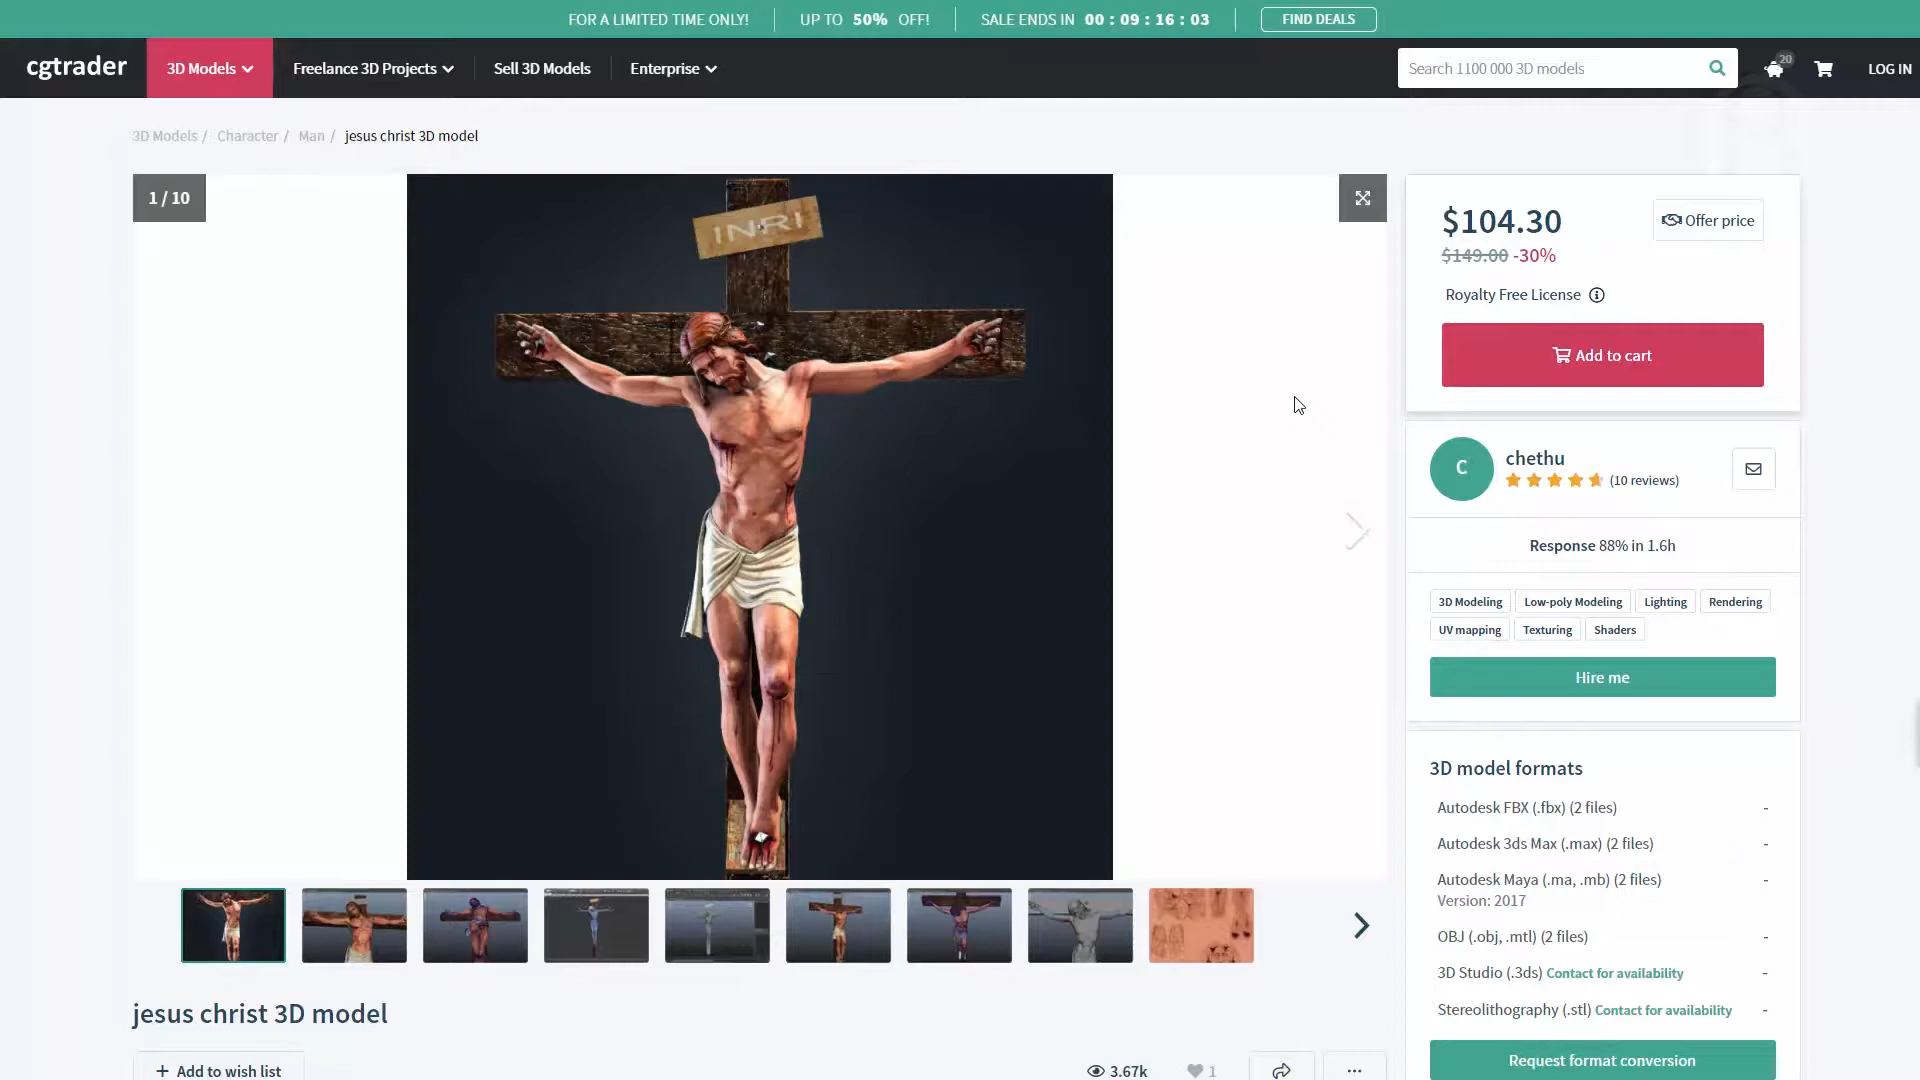 FOR A LIMITED TIME ONLY! UP TO 50% OFF! SALE ENDS IN 00 : 09 : 16 : 03 FIND DEALS
cgtrader 3D Models Freelance 3D Projects Sell 3D Models Enterprise Search 1100 000 3D models 20 LOG IN
3D Models / Character / Man / jesus christ 3D model
1 / 10
INRI
$104.30 Offer price
$149.00 -30%
Royalty Free License
Add to cart
C chethu
(10 reviews)
Response 88% in 1.6h
3D Modeling Low-poly Modeling Lighting Rendering
UV mapping Texturing Shaders
Hire me
3D model formats
Autodesk FBX (.fbx) (2 files) -
Autodesk 3ds Max (.max) (2 files) -
Autodesk Maya (.ma, .mb) (2 files) -
Version: 2017
OBJ (.obj, .mtl) (2 files) -
3D Studio (.3ds) Contact for availability -
Stereolithography (.stl) Contact for availability -
Request format conversion
jesus christ 3D model
+ Add to wish list 3.67k 1 ...